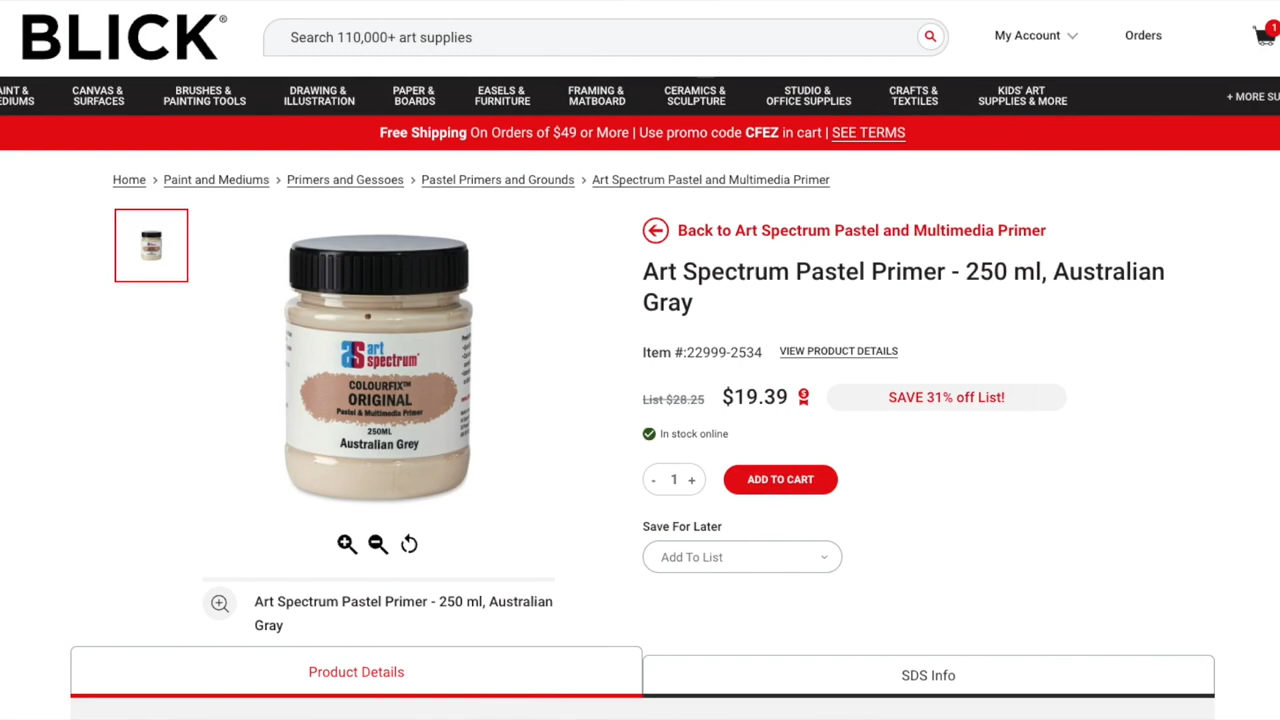 BLICK®
Search 110,000+ art supplies
My Account
Orders
1
CANVAS &
SURFACES
BRUSHES &
PAINTING TOOLS
DRAWING &
ILLUSTRATION
PAPER &
BOARDS
EASELS &
FURNITURE
FRAMING &
MATBOARD
CERAMICS &
SCULPTURE
STUDIO &
OFFICE SUPPLIES
CRAFTS &
TEXTILES
KIDS' ART
SUPPLIES & MORE
+ MORE SU
Free Shipping On Orders of $49 or More | Use promo code CFEZ in cart | SEE TERMS
Home > Paint and Mediums > Primers and Gessoes > Pastel Primers and Grounds > Art Spectrum Pastel and Multimedia Primer
as art
spectrum
COLOURFIX™
ORIGINAL
Pastel & Multimedia Primer
250ML
Australian Grey
Art Spectrum Pastel Primer - 250 ml, Australian
Gray
Back to Art Spectrum Pastel and Multimedia Primer
Art Spectrum Pastel Primer - 250 ml, Australian
Gray
Item #:22999-2534 VIEW PRODUCT DETAILS
List $28.25 $19.39 SAVE 31% off List!
In stock online
- 1 + ADD TO CART
Save For Later
Add To List
Product Details
SDS Info